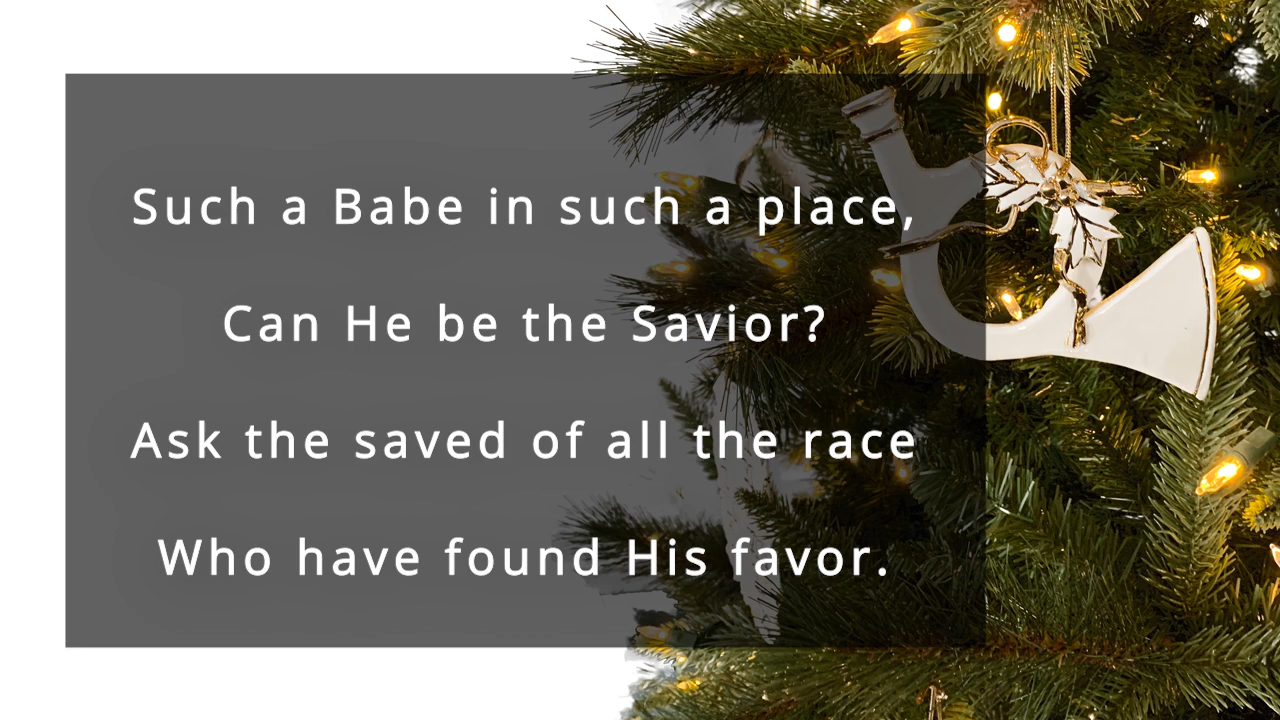 Such a Babe in such a place,
Can He be the Savior?
Ask the saved of all the race
Who have found His favor.